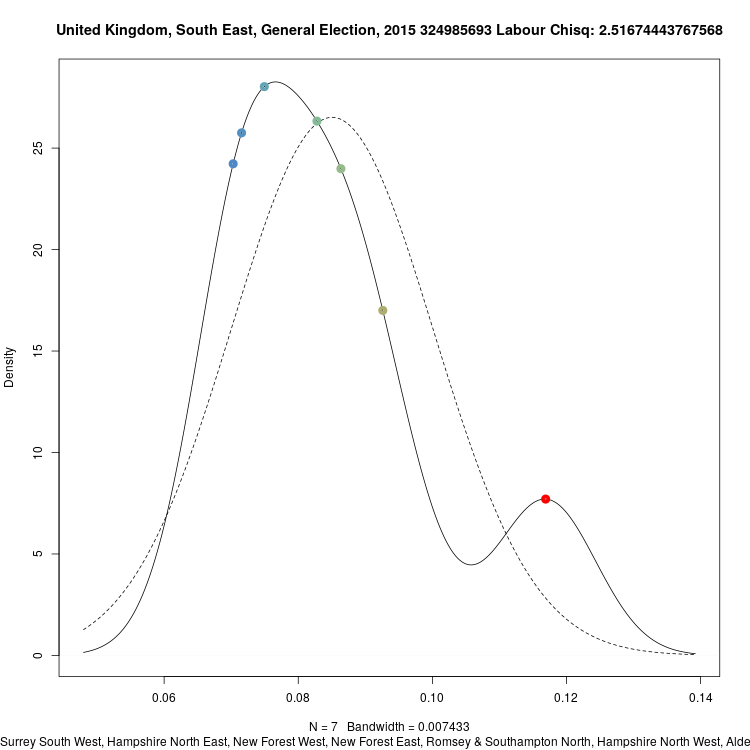 United Kingdom, South East, General Election, 2015 324985693 Labour Chisq: 2.51674443767568
Density
25
20
15
10
5
0
0.06 0.08 0.10 0.12 0.14
N = 7 Bandwidth = 0.007433
Surrey South West, Hampshire North East, New Forest West, New Forest East, Romsey & Southampton North, Hampshire North West, Alde